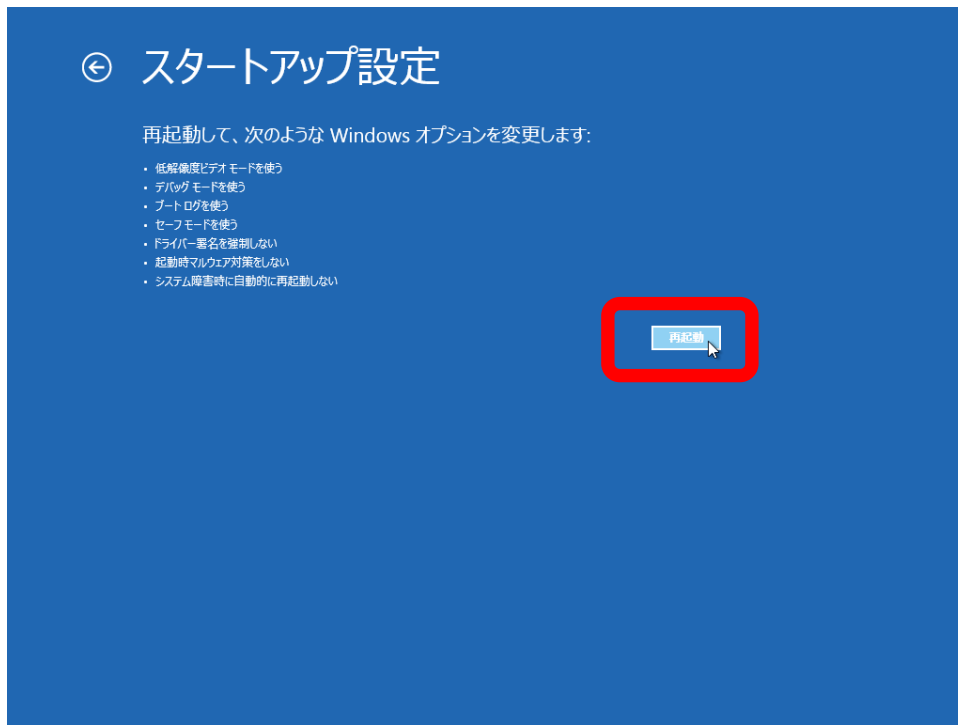 スタートアップ設定
再起動して、次のような Windows オプションを変更します:
• 低解像度ビデオ モードを使う
• デバッグ モードを使う
• ブート ログを使う
• セーフ モードを使う
• ドライバー署名を強制しない
• 起動時マルウェア対策をしない
• システム障害時に自動的に再起動しない
再起動